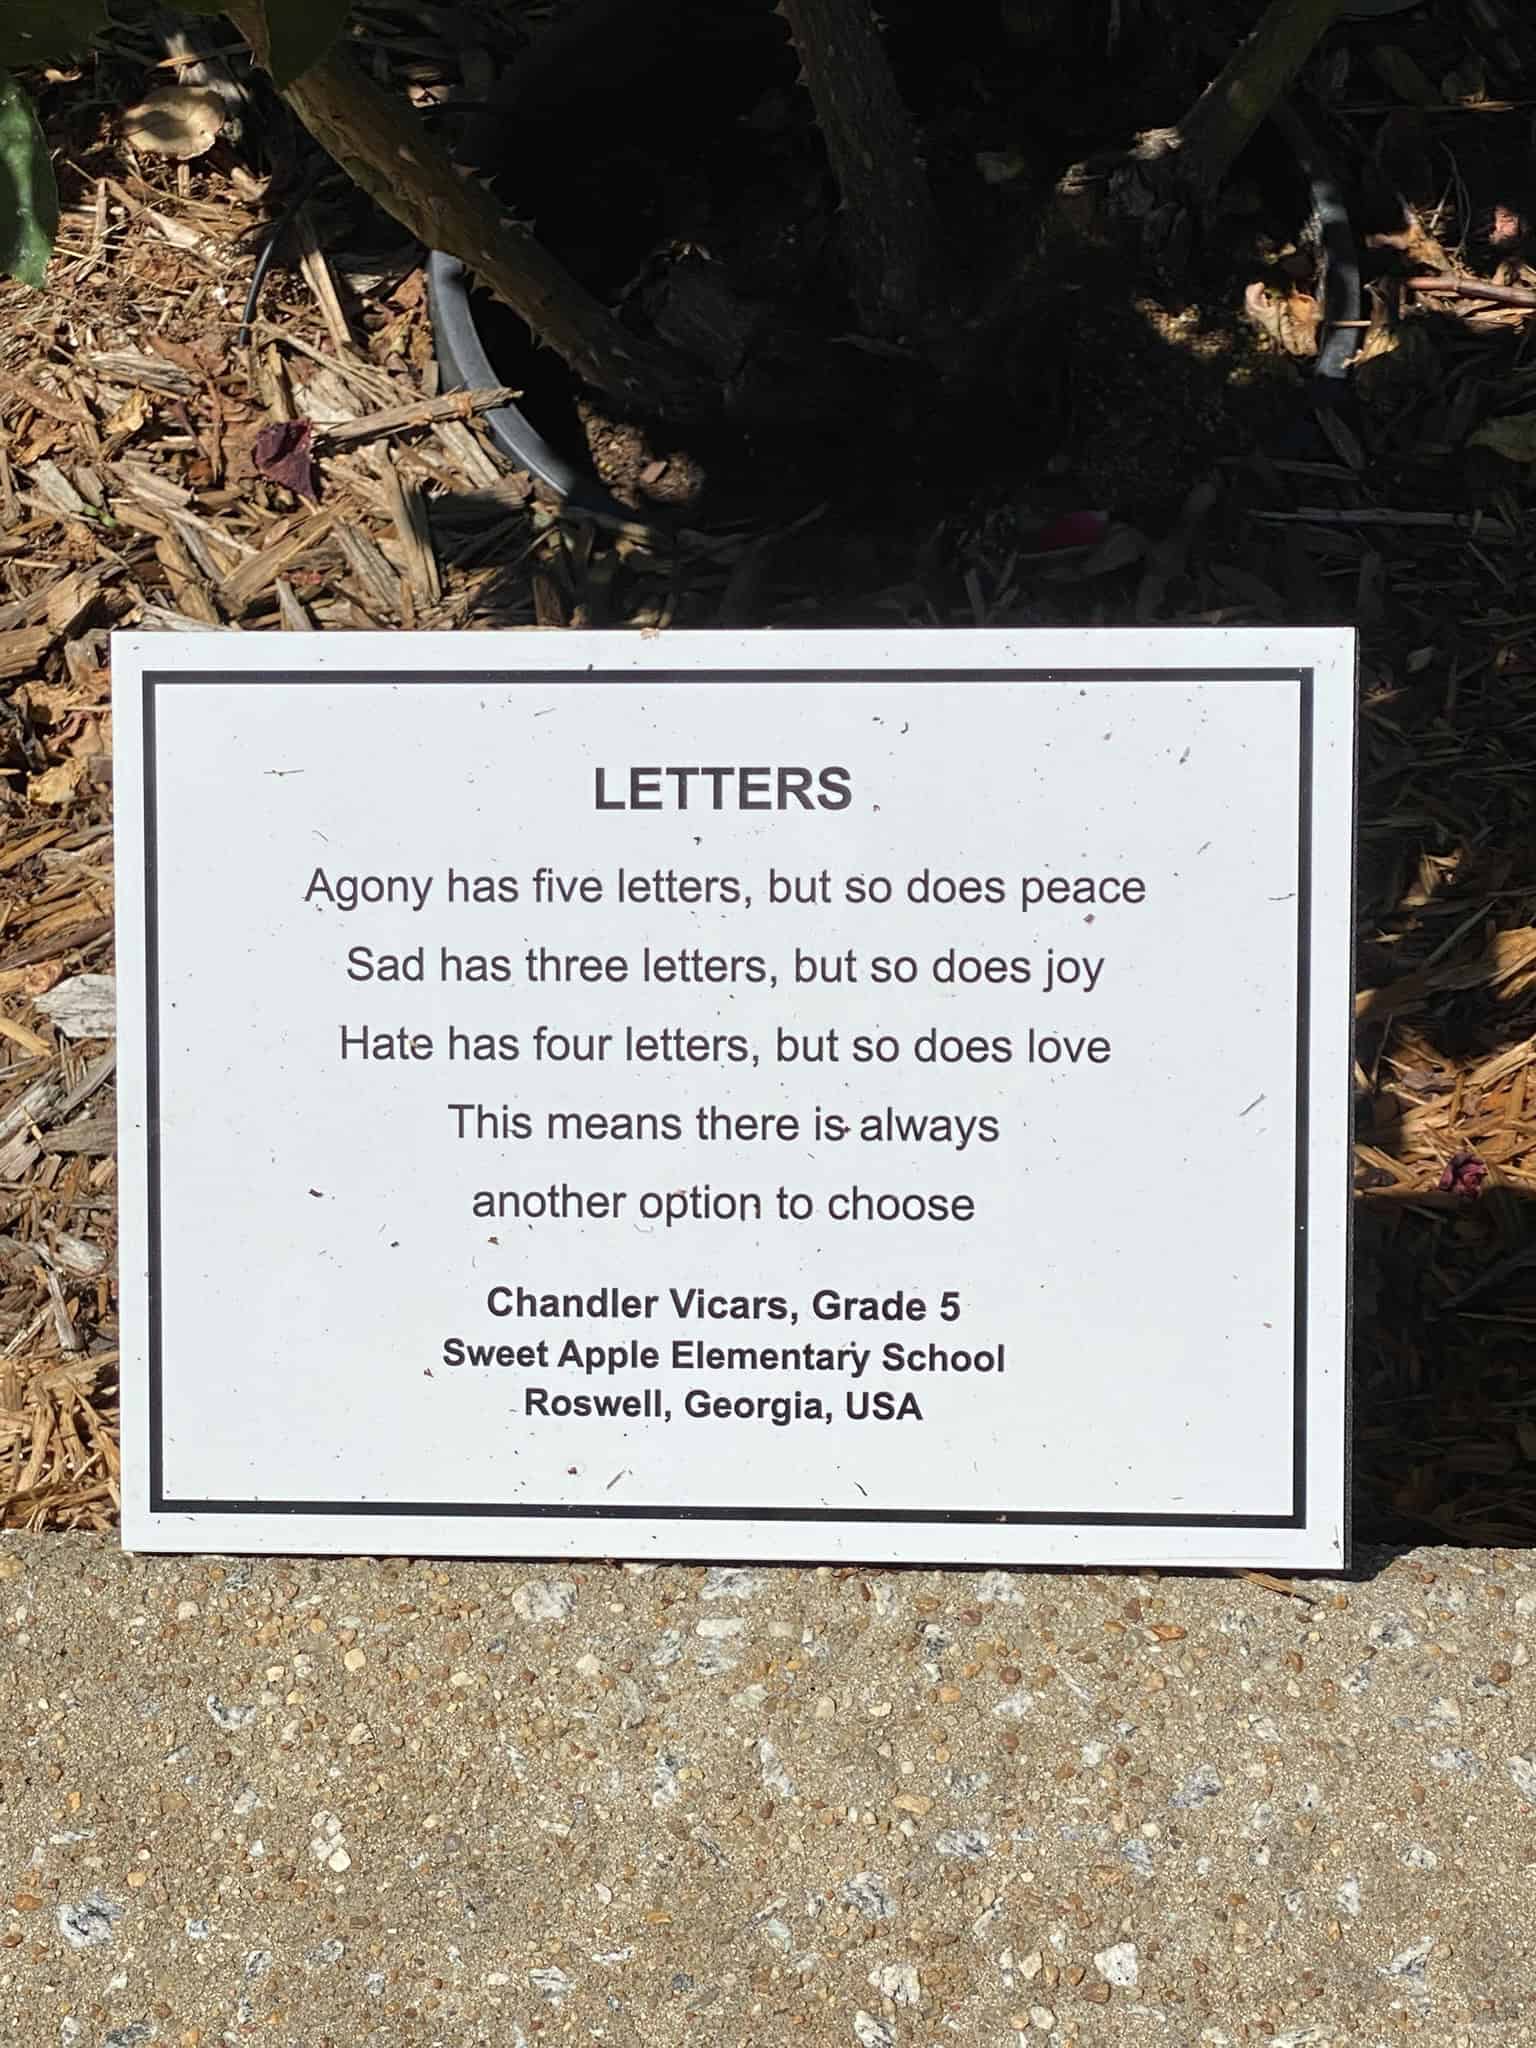 LETTERS
Agony has five letters, but so does peace
Sad has three letters, but so does joy
Hate has four letters, but so does love
This means there is always
another option to choose
Chandler Vicars, Grade 5
Sweet Apple Elementary School
Roswell, Georgia, USA